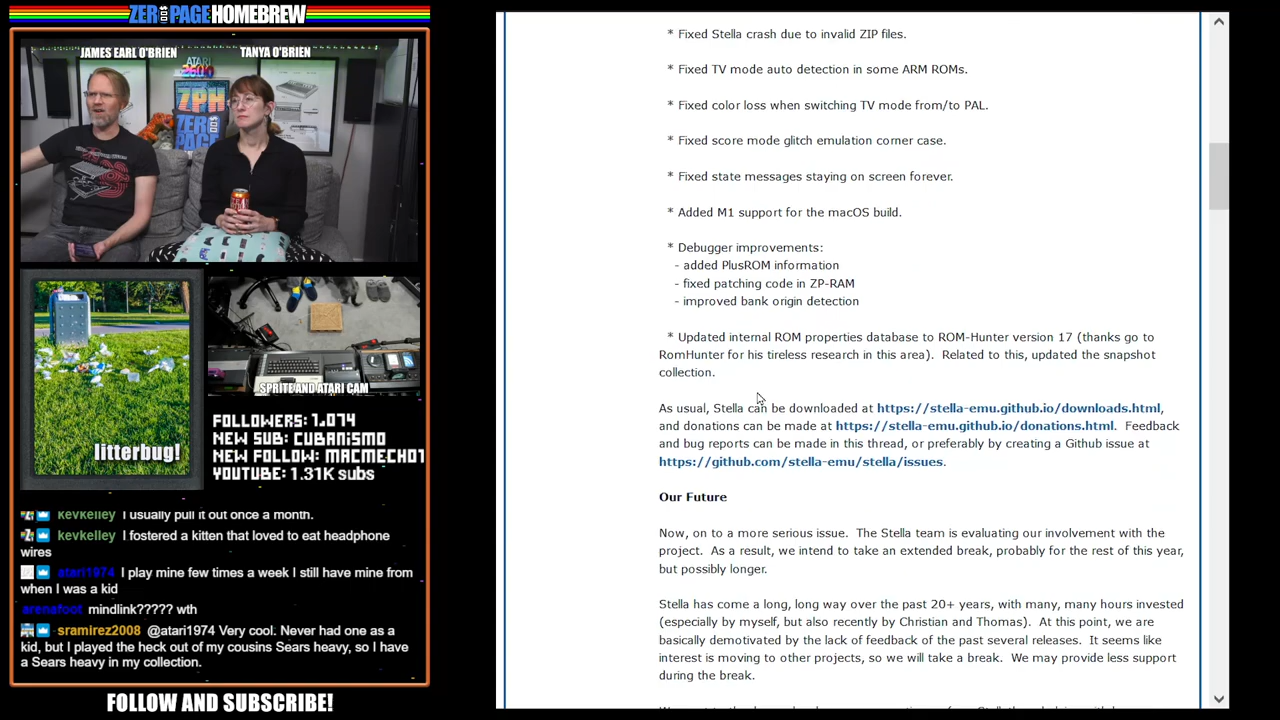 ZERO PAGE HOMEBREW
JAMES EARL O'BRIEN
TANYA O'BRIEN
ATARI
2600
ZPH
ZERO
PAGE
litterbug!
SPRITE AND ATARI CAM
FOLLOWERS: 1,074
NEW SUB: CUBANISMO
NEW FOLLOW: MACMECHO1
YOUTUBE: 1.31K subs
kevkelley I usually pull it out once a month.
kevkelley I fostered a kitten that loved to eat headphone
wires
atari1974 I play mine few times a week I still have mine from
when I was a kid
arenafoot mindlink????? wth
sramirez2008 @atari1974 Very cool. Never had one as a
kid, but I played the heck out of my cousins Sears heavy, so I have
a Sears heavy in my collection.
FOLLOW AND SUBSCRIBE!
* Fixed Stella crash due to invalid ZIP files.
* Fixed TV mode auto detection in some ARM ROMs.
* Fixed color loss when switching TV mode from/to PAL.
* Fixed score mode glitch emulation corner case.
* Fixed state messages staying on screen forever.
* Added M1 support for the macOS build.
* Debugger improvements:
- added PlusROM information
- fixed patching code in ZP-RAM
- improved bank origin detection
* Updated internal ROM properties database to ROM-Hunter version 17 (thanks go to
RomHunter for his tireless research in this area). Related to this, updated the snapshot
collection.
As usual, Stella can be downloaded at https://stella-emu.github.io/downloads.html,
and donations can be made at https://stella-emu.github.io/donations.html. Feedback
and bug reports can be made in this thread, or preferably by creating a Github issue at
https://github.com/stella-emu/stella/issues.
Our Future
Now, on to a more serious issue. The Stella team is evaluating our involvement with the
project. As a result, we intend to take an extended break, probably for the rest of this year,
but possibly longer.
Stella has come a long, long way over the past 20+ years, with many, many hours invested
(especially by myself, but also recently by Christian and Thomas). At this point, we are
basically demotivated by the lack of feedback of the past several releases. It seems like
interest is moving to other projects, so we will take a break. We may provide less support
during the break.